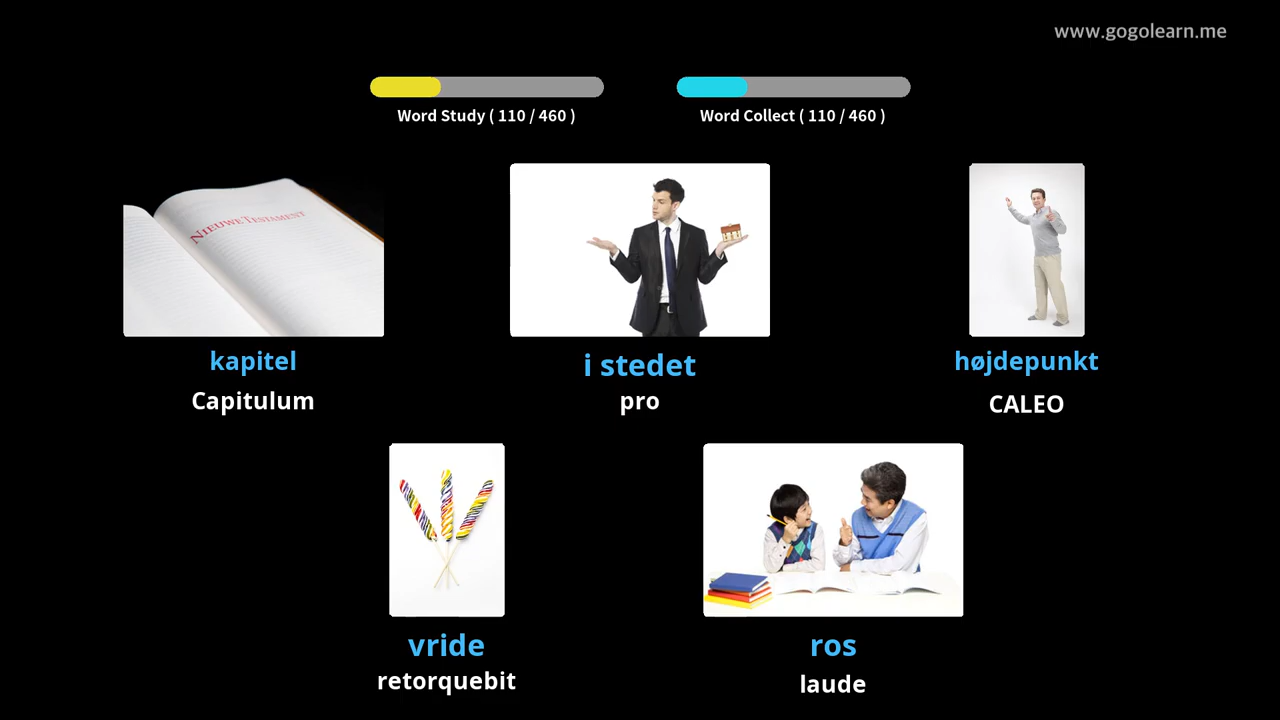 www.gogolearn.me
Word Study ( 110 / 460 )
Word Collect ( 110 / 460 )
NIEUWE TESTAMENT
kapitel
Capitulum
i stedet
pro
højdepunkt
CALEO
vride
retorquebit
ros
laude